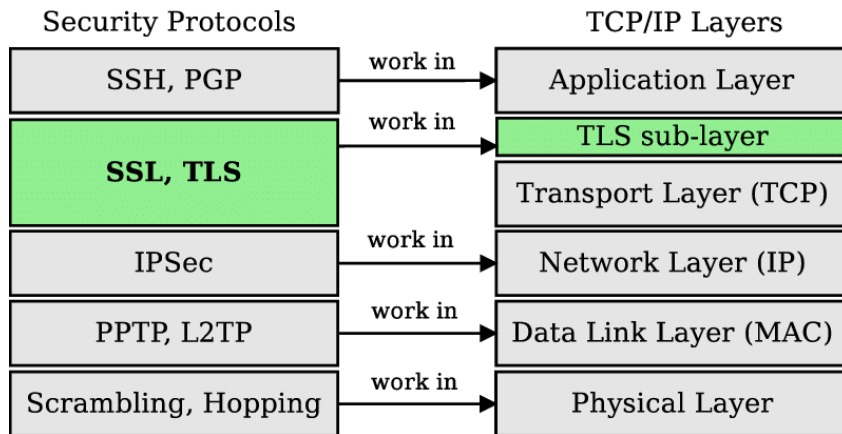 Security Protocols
TCP/IP Layers
SSH, PGP
work in
Application Layer
SSL, TLS
work in
TLS sub-layer
Transport Layer (TCP)
IPSec
work in
Network Layer (IP)
PPTP, L2TP
work in
Data Link Layer (MAC)
Scrambling, Hopping
work in
Physical Layer